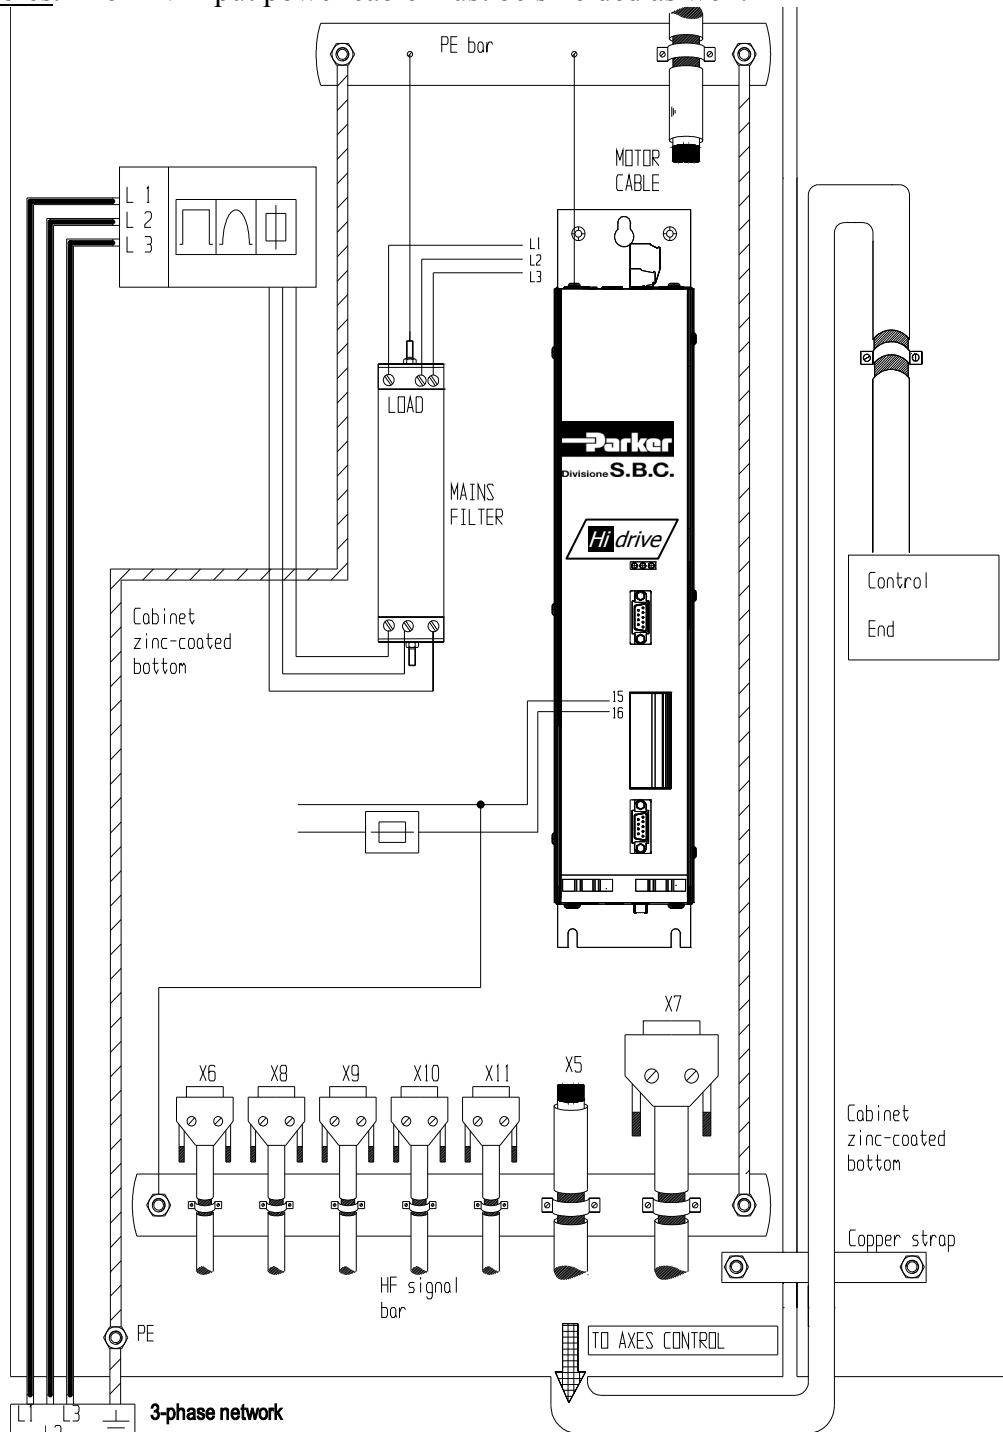 PE bar
MOTOR
CABLE
L 1
L 2
L 3
L1
L2
L3
LOAD
Parker
Divisione S.B.C.
MAINS
FILTER
Hi drive
Control
End
Cabinet
zinc-coated
bottom
15
16
X7
X6 X8 X9 X10 X11 X5
Cabinet
zinc-coated
bottom
Copper strap
HF signal
bar
PE
TO AXES CONTROL
L1 L3
L2
3-phase network